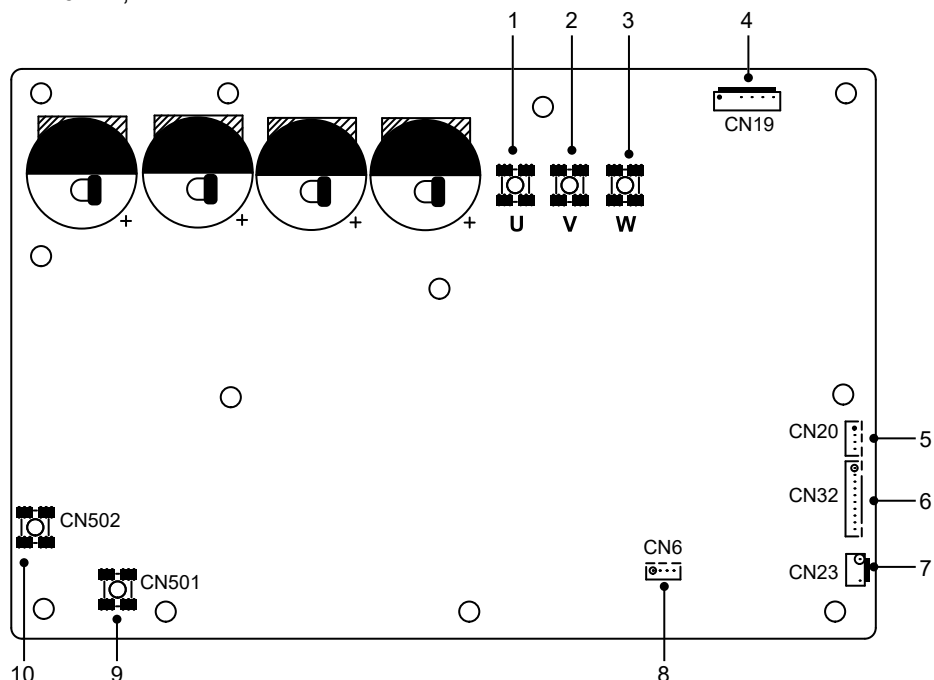 1 2 3 4
CN19
+ + + +
U V W
CN20 5
CN32 6
CN502
CN6
CN501
CN23 7
10 9 8